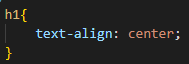 h1{
    text-align: center;
}